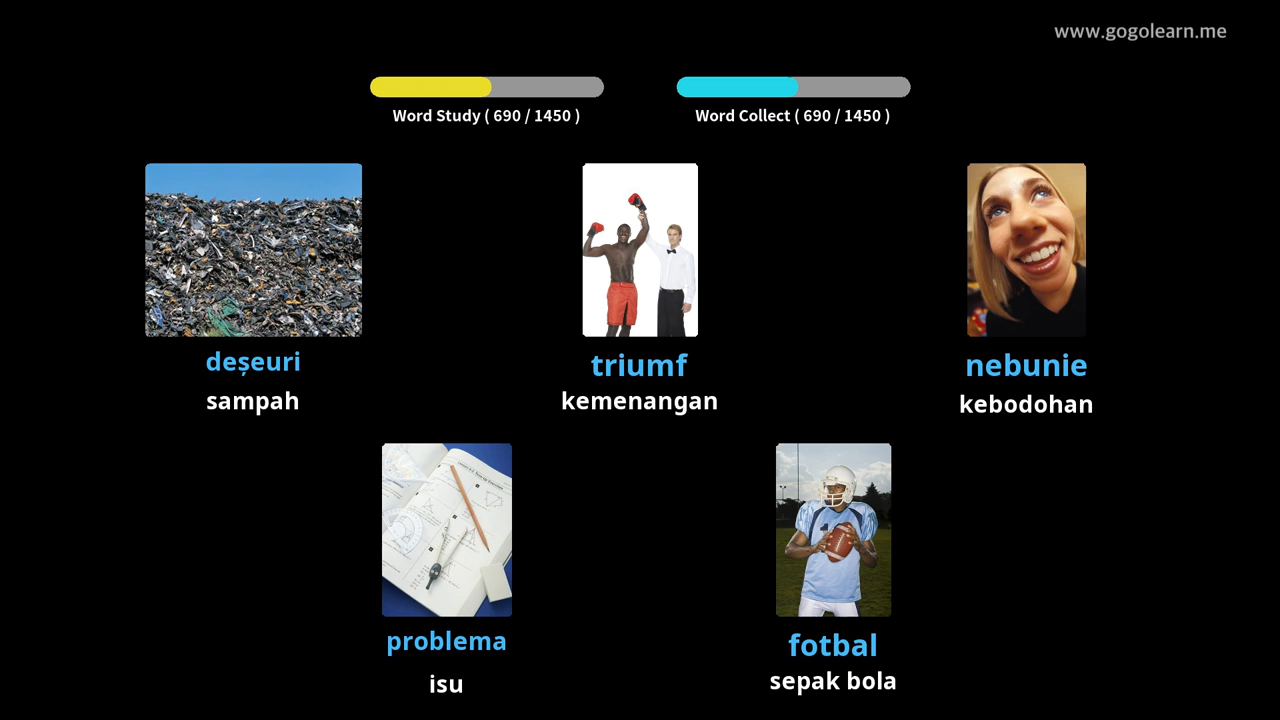 www.gogolearn.me
Word Study ( 690 / 1450 )
Word Collect ( 690 / 1450 )
deșeuri
sampah
triumf
kemenangan
nebunie
kebodohan
problema
isu
fotbal
sepak bola